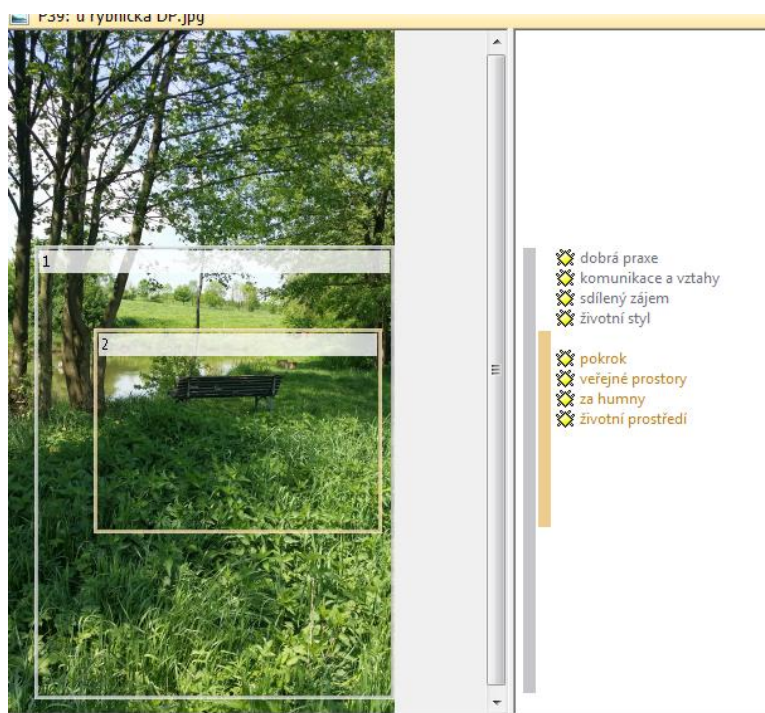 P39: u rybníčka DP.jpg
1
2
dobrá praxe
komunikace a vztahy
sdílený zájem
životní styl
pokrok
veřejné prostory
za humny
životní prostředí